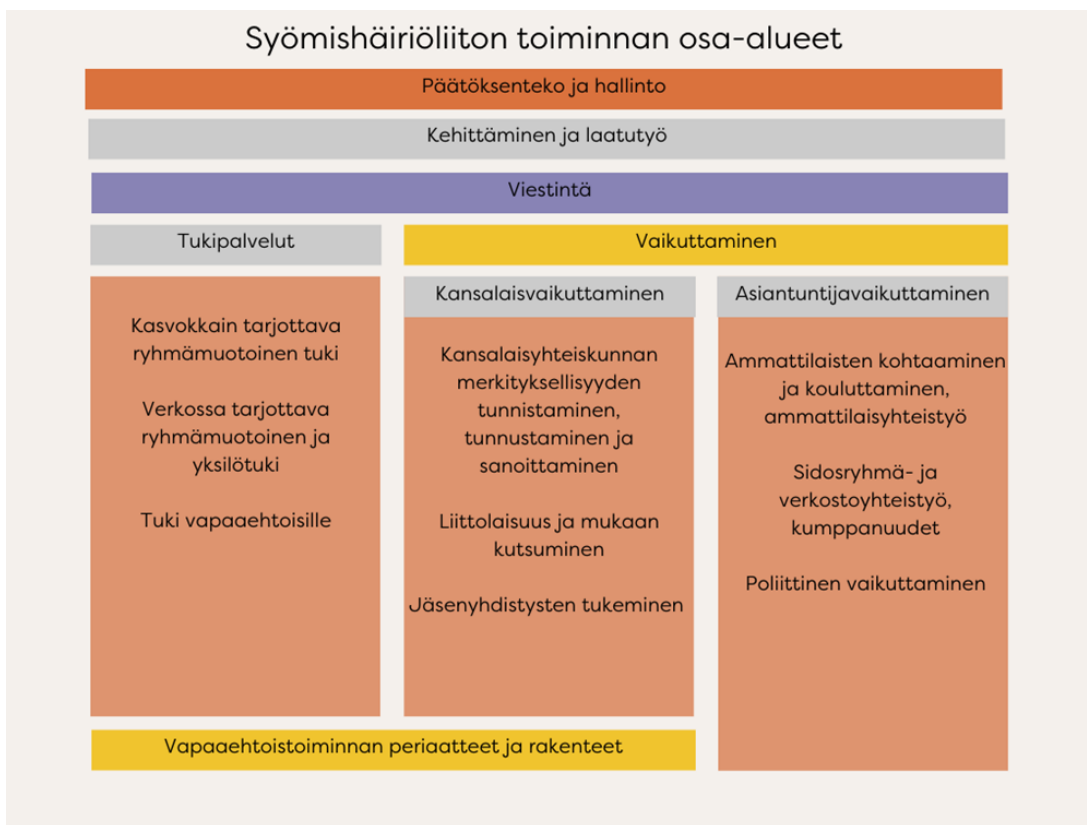 Syömishäiriöliiton toiminnan osa-alueet
Päätöksenteko ja hallinto
Kehittäminen ja laatutyö
Viestintä
Tukipalvelut
Vaikuttaminen
Kasvokkain tarjottava
ryhmämuotoinen tuki
Verkossa tarjottava
ryhmämuotoinen ja
yksilötuki
Tuki vapaaehtoisille
Kansalaisvaikuttaminen
Kansalaisyhteiskunnan
merkityksellisyyden
tunnistaminen,
tunnustaminen ja
sanoittaminen
Liittolaisuus ja mukaan
kutsuminen
Jäsenyhdistysten tukeminen
Asiantuntijavaikuttaminen
Ammattilaisten kohtaaminen
ja kouluttaminen,
ammattilaisyhteistyö
Sidosryhmä- ja
verkostoyhteistyö,
kumppanuudet
Poliittinen vaikuttaminen
Vapaaehtoistoiminnan periaatteet ja rakenteet